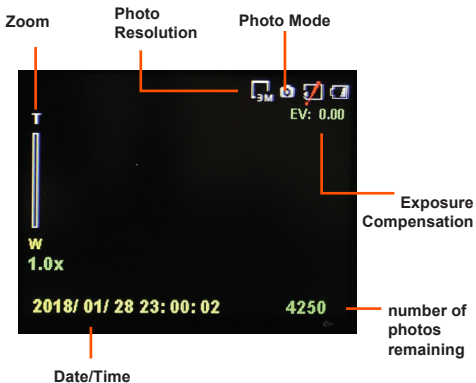 Zoom
Photo
Resolution
Photo Mode
3M
EV: 0.00
T
W
1.0x
Exposure
Compensation
2018/ 01/ 28 23: 00: 02
4250
number of
photos
remaining
Date/Time